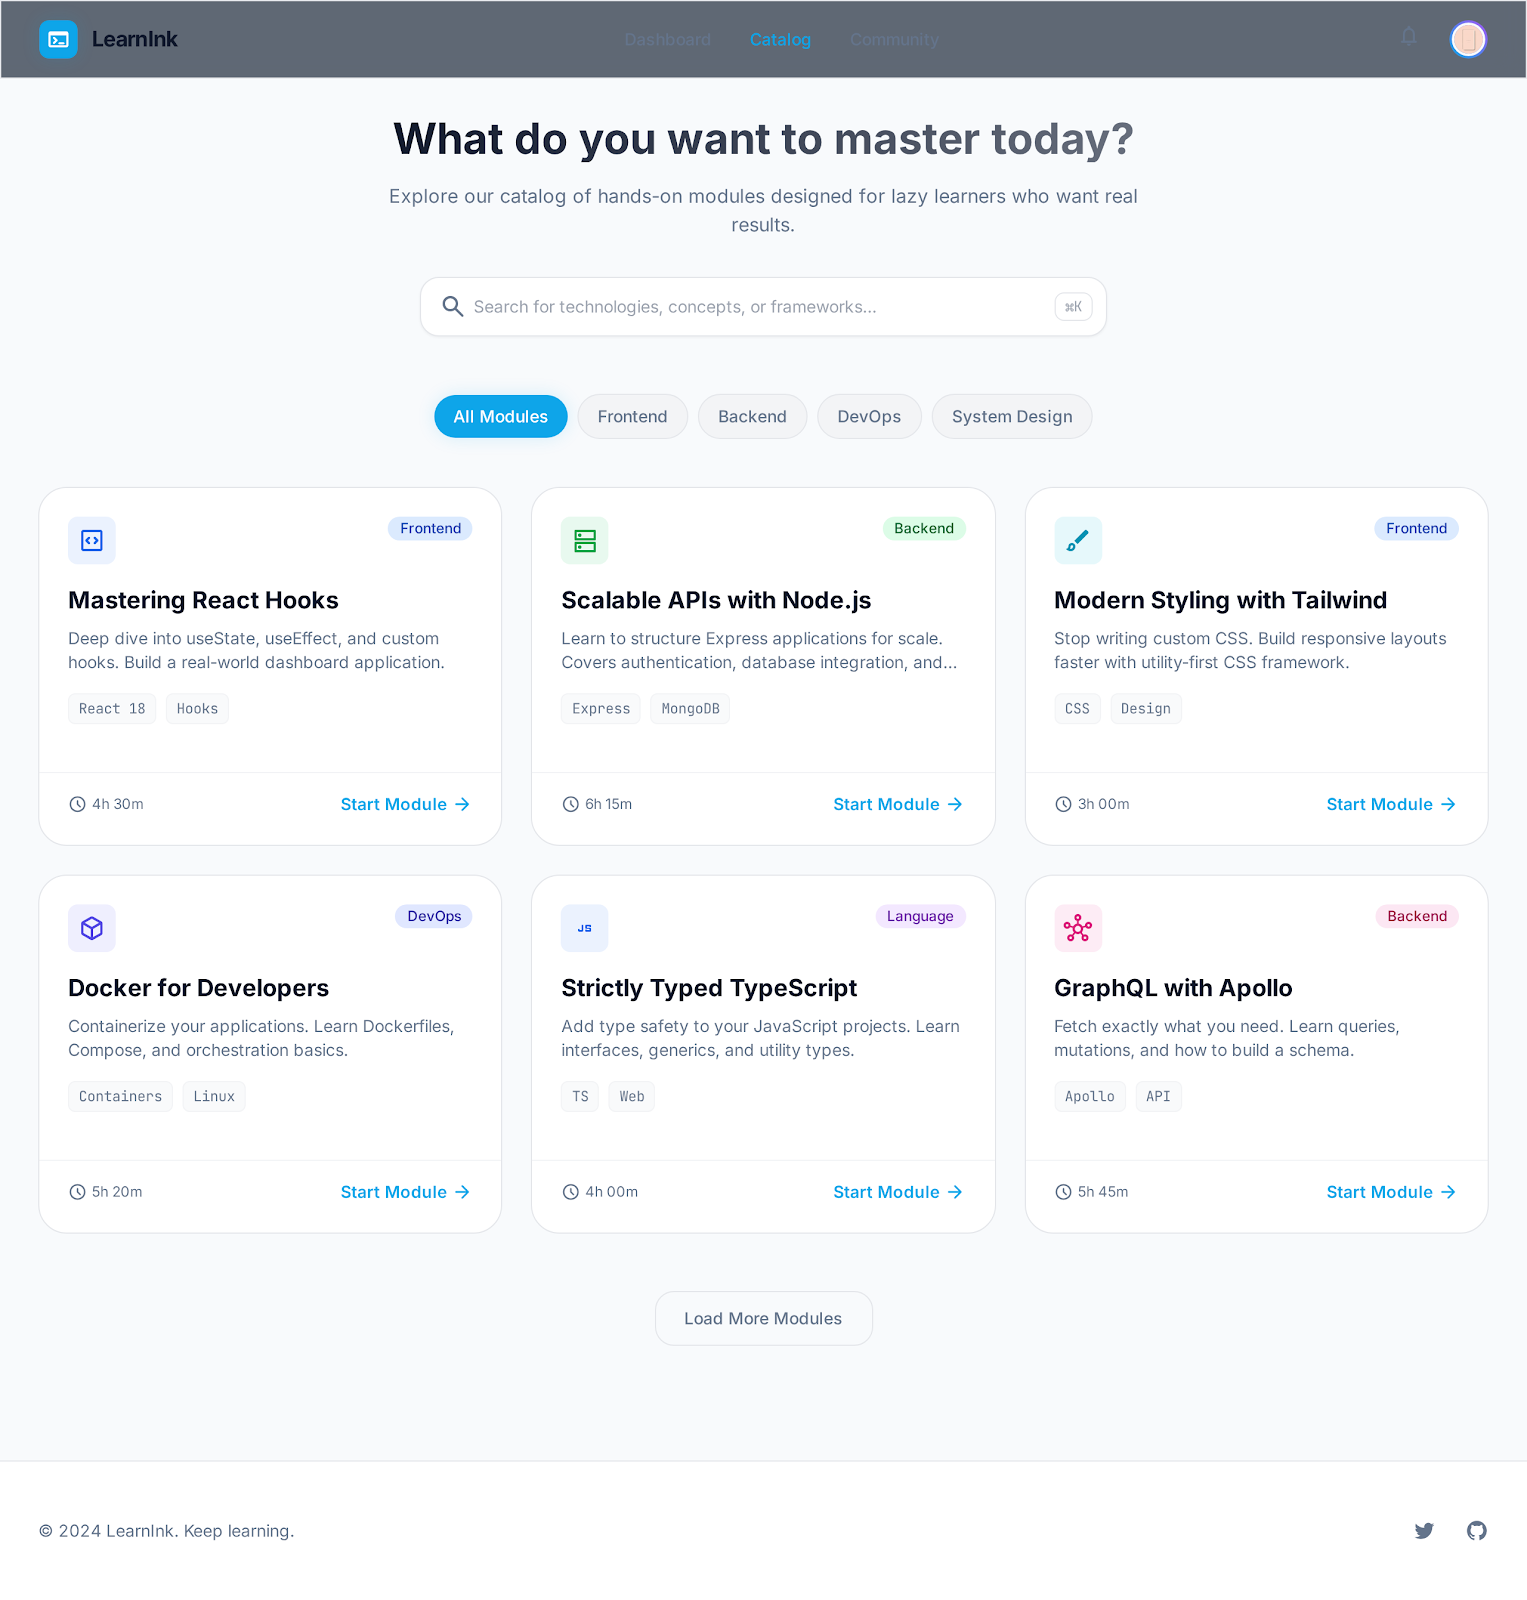 LearnInk
Dashboard
Catalog
Community
What do you want to master today?
Explore our catalog of hands-on modules designed for lazy learners who want real
results.
Search for technologies, concepts, or frameworks...
⌘K
All Modules
Frontend
Backend
DevOps
System Design
Frontend
Mastering React Hooks
Deep dive into useState, useEffect, and custom
hooks. Build a real-world dashboard application.
React 18
Hooks
4h 30m
Start Module
Backend
Scalable APIs with Node.js
Learn to structure Express applications for scale.
Covers authentication, database integration, and...
Express
MongoDB
6h 15m
Start Module
Frontend
Modern Styling with Tailwind
Stop writing custom CSS. Build responsive layouts
faster with utility-first CSS framework.
CSS
Design
3h 00m
Start Module
DevOps
Docker for Developers
Containerize your applications. Learn Dockerfiles,
Compose, and orchestration basics.
Containers
Linux
5h 20m
Start Module
JS
Language
Strictly Typed TypeScript
Add type safety to your JavaScript projects. Learn
interfaces, generics, and utility types.
TS
Web
4h 00m
Start Module
Backend
GraphQL with Apollo
Fetch exactly what you need. Learn queries,
mutations, and how to build a schema.
Apollo
API
5h 45m
Start Module
Load More Modules
© 2024 LearnInk. Keep learning.